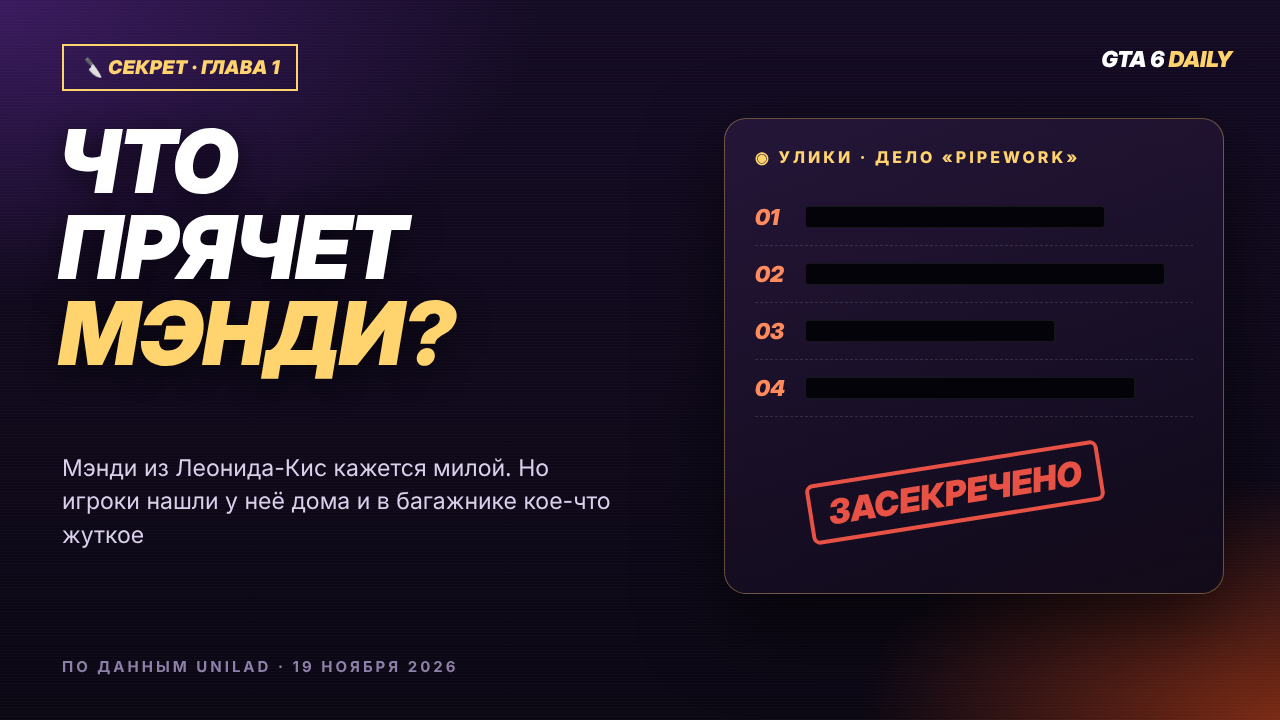 🔪 СЕКРЕТ · ГЛАВА 1
GTA 6 DAILY
ЧТО
ПРЯЧЕТ
МЭНДИ?
Мэнди из Леонида-Кис кажется милой. Но
игроки нашли у неё дома и в багажнике кое-что
жуткое
ПО ДАННЫМ UNILAD · 19 НОЯБРЯ 2026
◉ УЛИКИ · ДЕЛО «PIPEWORK»
01
02
03
04
ЗАСЕКРЕЧЕНО